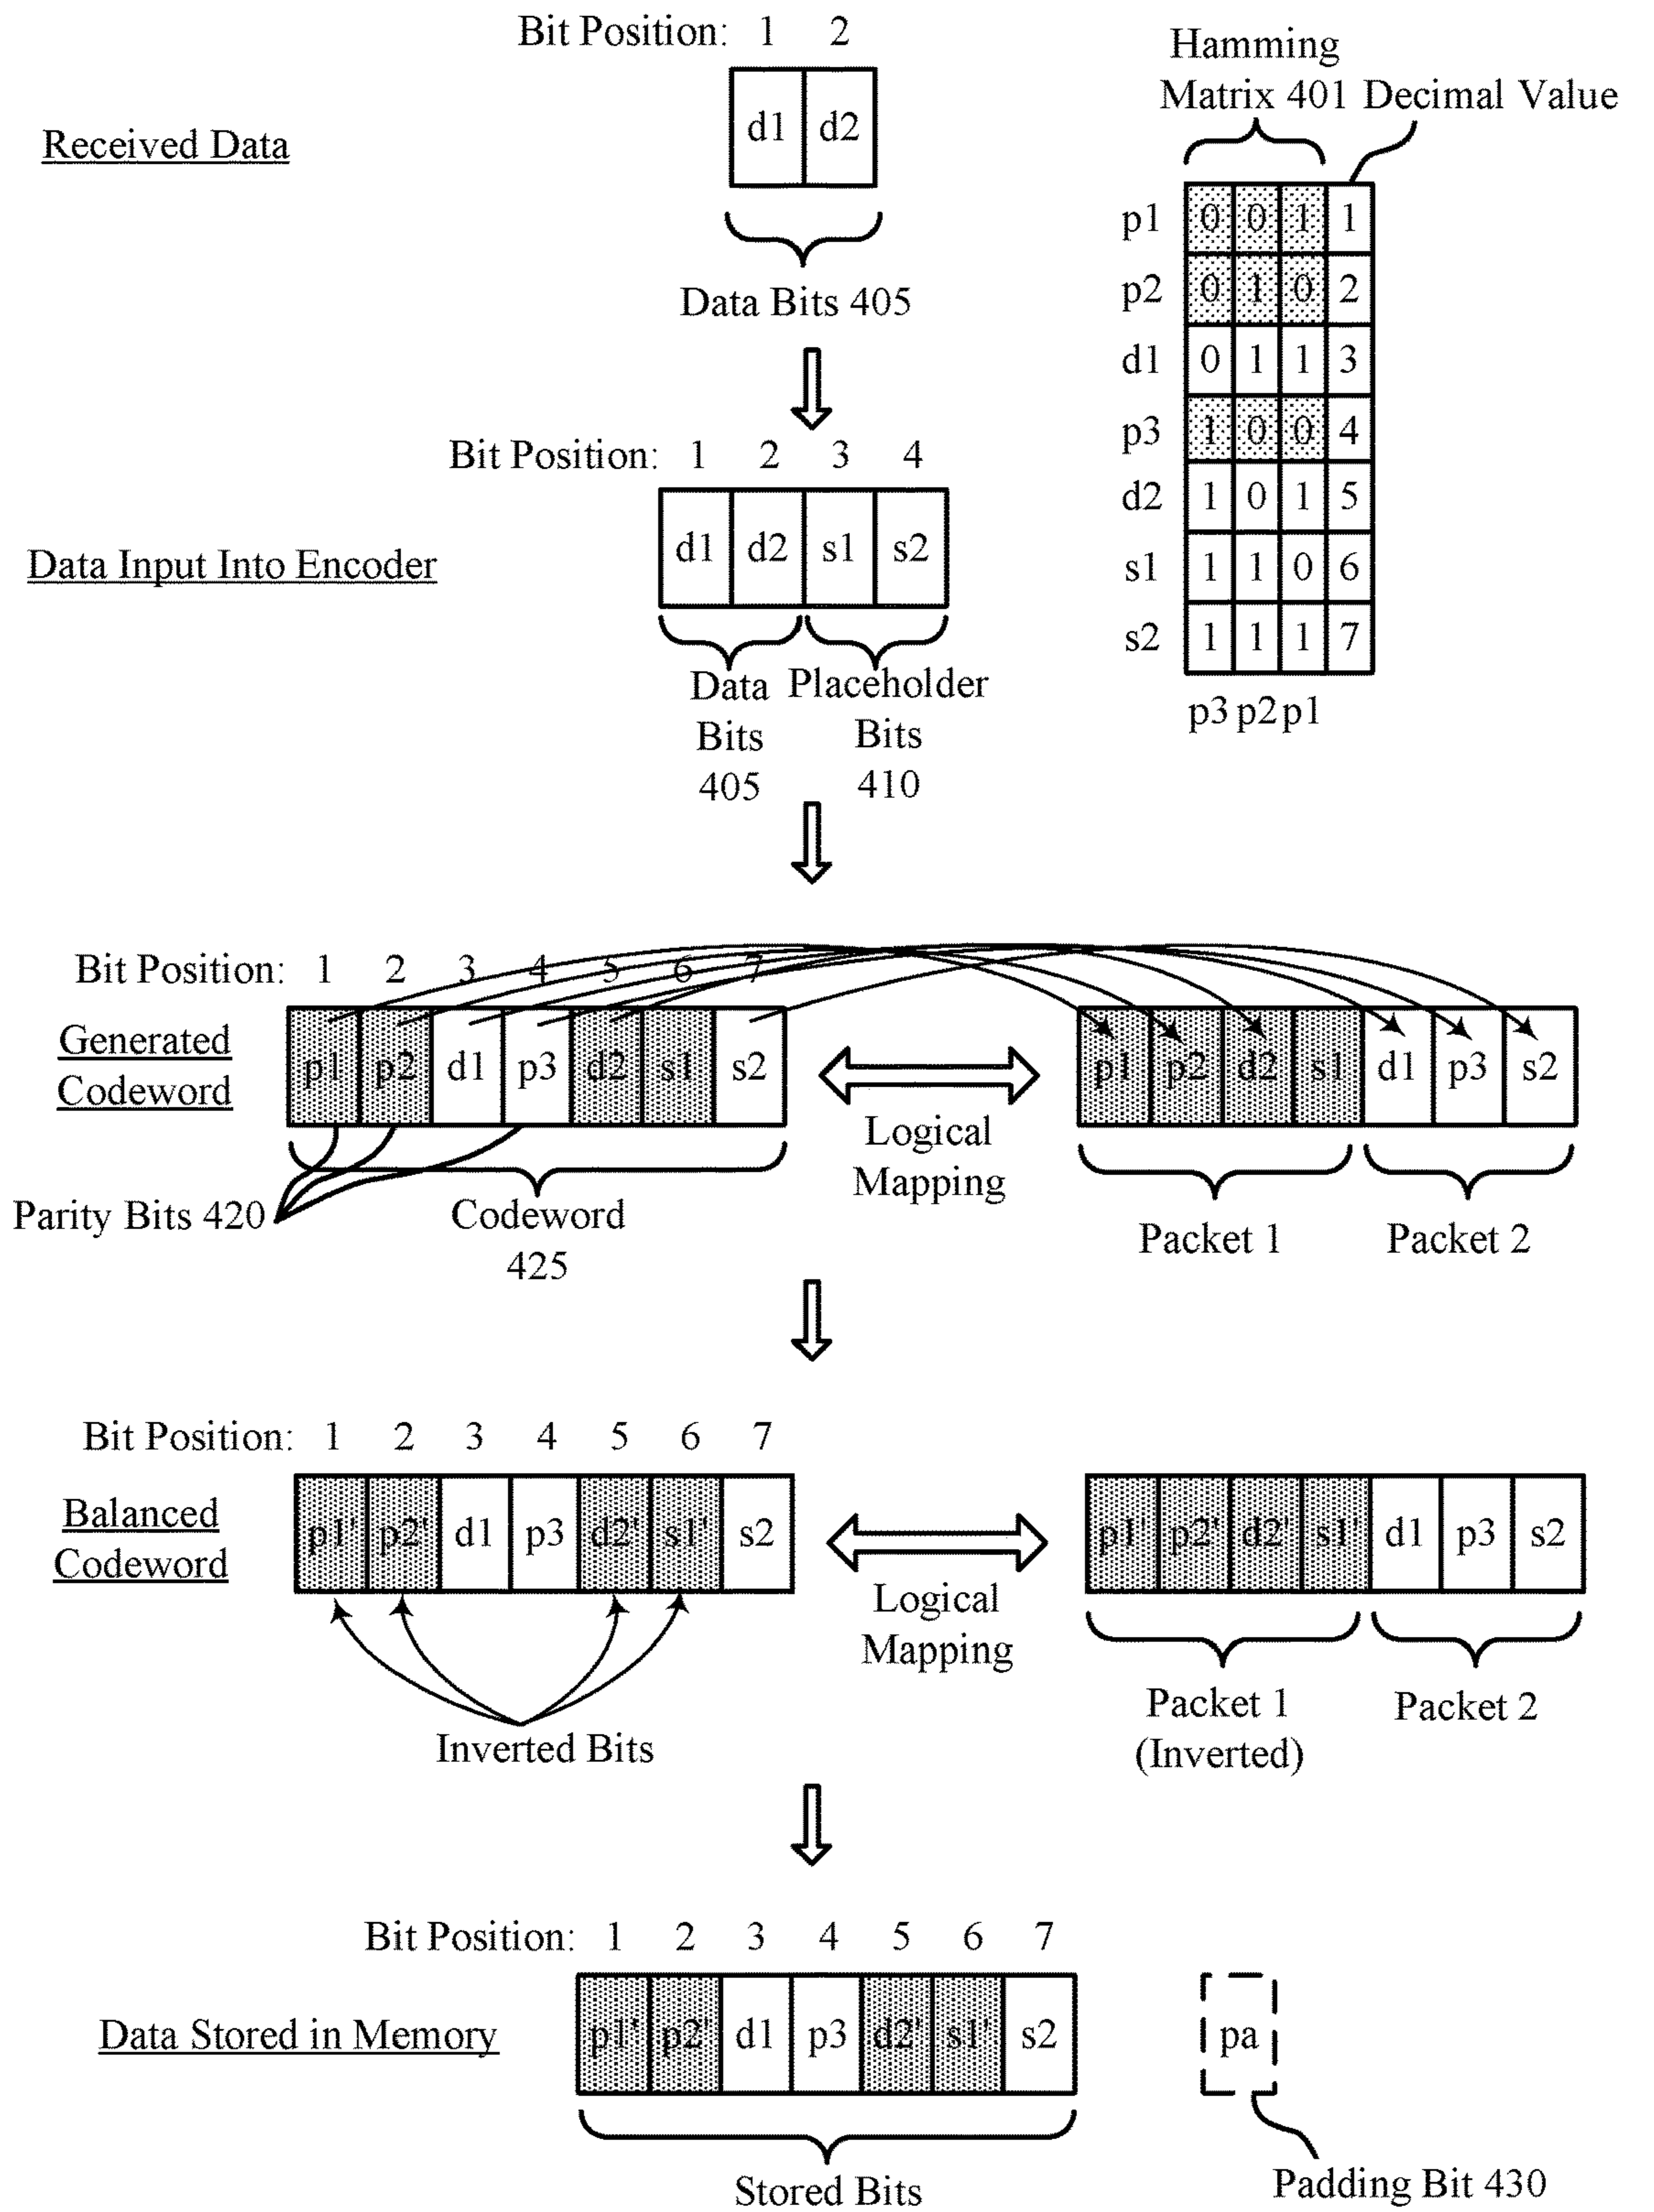 Bit Position: 1 2
Hamming
Matrix 401 Decimal Value
Received Data
d1 d2
Data Bits 405
p1 0 0 1 1
p2 0 1 0 2
d1 0 1 1 3
p3 1 0 0 4
d2 1 0 1 5
s1 1 1 0 6
s2 1 1 1 7
p3 p2 p1
Bit Position: 1 2 3 4
Data Input Into Encoder
d1 d2 s1 s2
Data Placeholder
Bits Bits
405 410
Bit Position: 1 2 3 4 5 6 7
Generated
Codeword
p1 p2 d1 p3 d2 s1 s2
Logical
Mapping
p1 p2 d2 s1 d1 p3 s2
Parity Bits 420
Codeword
425
Packet 1 Packet 2
Bit Position: 1 2 3 4 5 6 7
Balanced
Codeword
p1' p2' d1 p3 d2' s1' s2
Logical
Mapping
p1' p2' d2' s1' d1 p3 s2
Inverted Bits
Packet 1
(Inverted)
Packet 2
Bit Position: 1 2 3 4 5 6 7
Data Stored in Memory
p1' p2' d1 p3 d2' s1' s2
pa
Stored Bits
Padding Bit 430